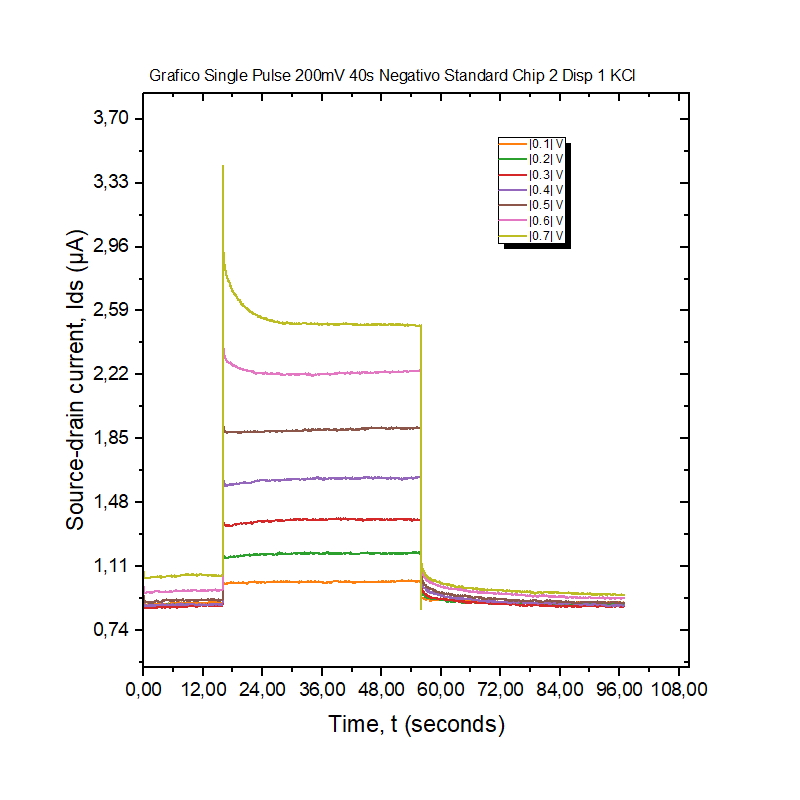 Grafico Single Pulse 200mV 40s Negativo Standard Chip 2 Disp 1 KCl
3,70
3,33
2,96
2,59
2,22
1,85
1,48
1,11
0,74
Source-drain current, Ids (µA)
|0.1| V
|0.2| V
|0.3| V
|0.4| V
|0.5| V
|0.6| V
|0.7| V
0,00 12,00 24,00 36,00 48,00 60,00 72,00 84,00 96,00 108,00
Time, t (seconds)